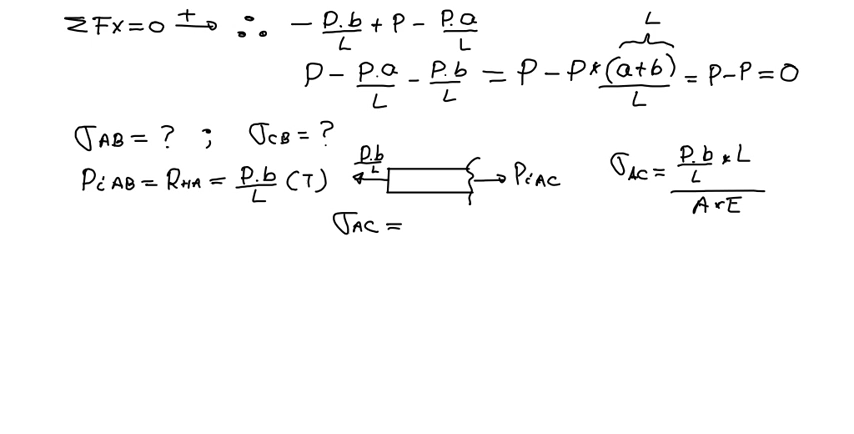 ΣFx=0 +→ ∴ - P.b/L + P - P.a/L
P - P.a/L - P.b/L = P - P*(a+b)/L = P-P=0
L
σAB = ? ; σCB = ?
PiAB = RHA = P.b/L (T)
P.b/L
PiAC
σAC = (P.b/L * L)/(A*E)
σAC =